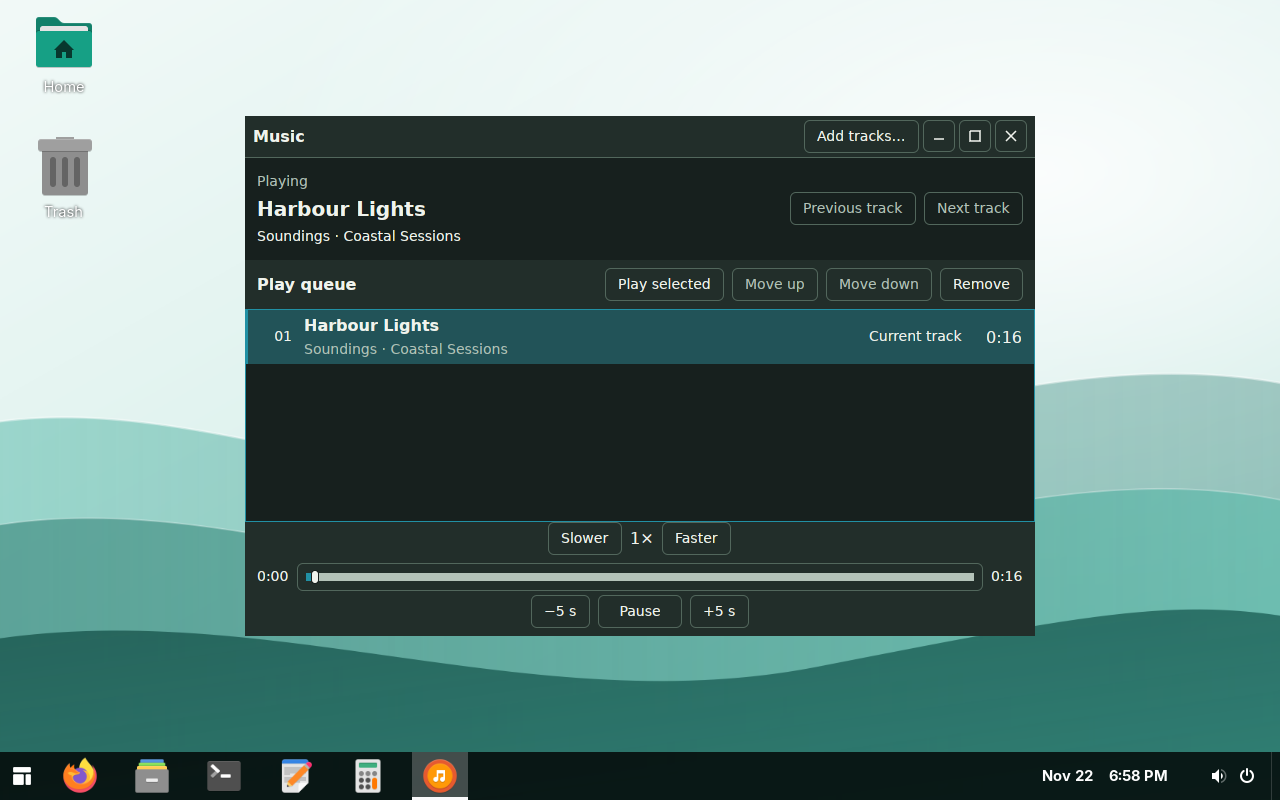 Home
Trash
Music
Add tracks…
Playing
Harbour Lights
Soundings · Coastal Sessions
Previous track
Next track
Play queue
Play selected
Move up
Move down
Remove
01
Harbour Lights
Soundings · Coastal Sessions
Current track
0:16
Slower
1×
Faster
0:00
0:16
−5 s
Pause
+5 s
Nov 22
6:58 PM